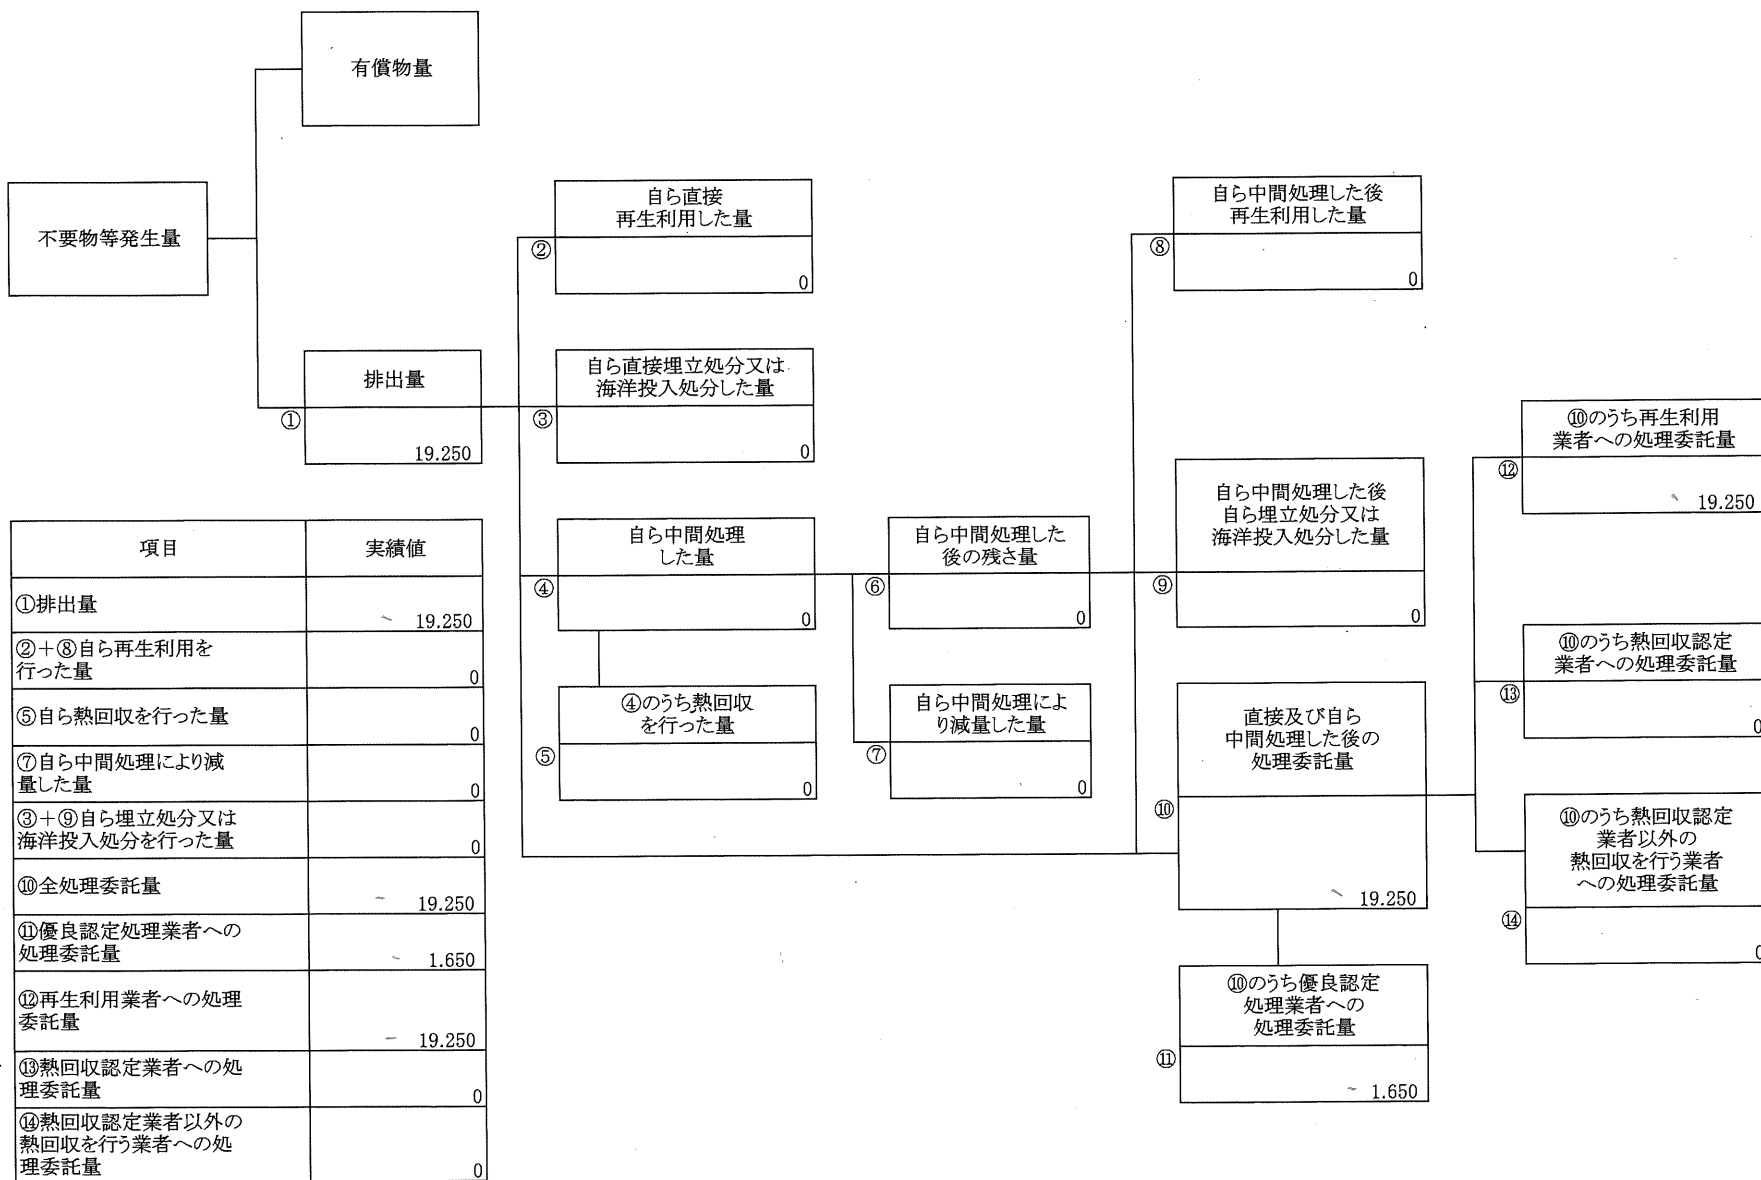 有償物量
不要物等発生量
排出量
①
19.250
自ら直接
再生利用した量
②
0
自ら直接埋立処分又は
海洋投入処分した量
③
0
自ら中間処理
した量
④
0
④のうち熱回収
を行った量
⑤
0
自ら中間処理した
後の残さ量
⑥
0
自ら中間処理によ
り減量した量
⑦
0
自ら中間処理した後
再生利用した量
⑧
0
自ら中間処理した後
自ら埋立処分又は
海洋投入処分した量
⑨
0
直接及び自ら
中間処理した後の
処理委託量
⑩
19.250
⑩のうち優良認定
処理業者への
処理委託量
⑪
1.650
⑩のうち再生利用
業者への処理委託量
⑫
19.250
⑩のうち熱回収認定
業者への処理委託量
⑬
0
⑩のうち熱回収認定
業者以外の
熱回収を行う業者
への処理委託量
⑭
0
項目 実績値
①排出量
19.250
②+⑧自ら再生利用を
行った量
0
⑤自ら熱回収を行った量
0
⑦自ら中間処理により減
量した量
0
③+⑨自ら埋立処分又は
海洋投入処分を行った量
0
⑩全処理委託量
19.250
⑪優良認定処理業者への
処理委託量
1.650
⑫再生利用業者への処理
委託量
19.250
⑬熱回収認定業者への処
理委託量
0
⑭熱回収認定業者以外の
熱回収を行う業者への処
理委託量
0